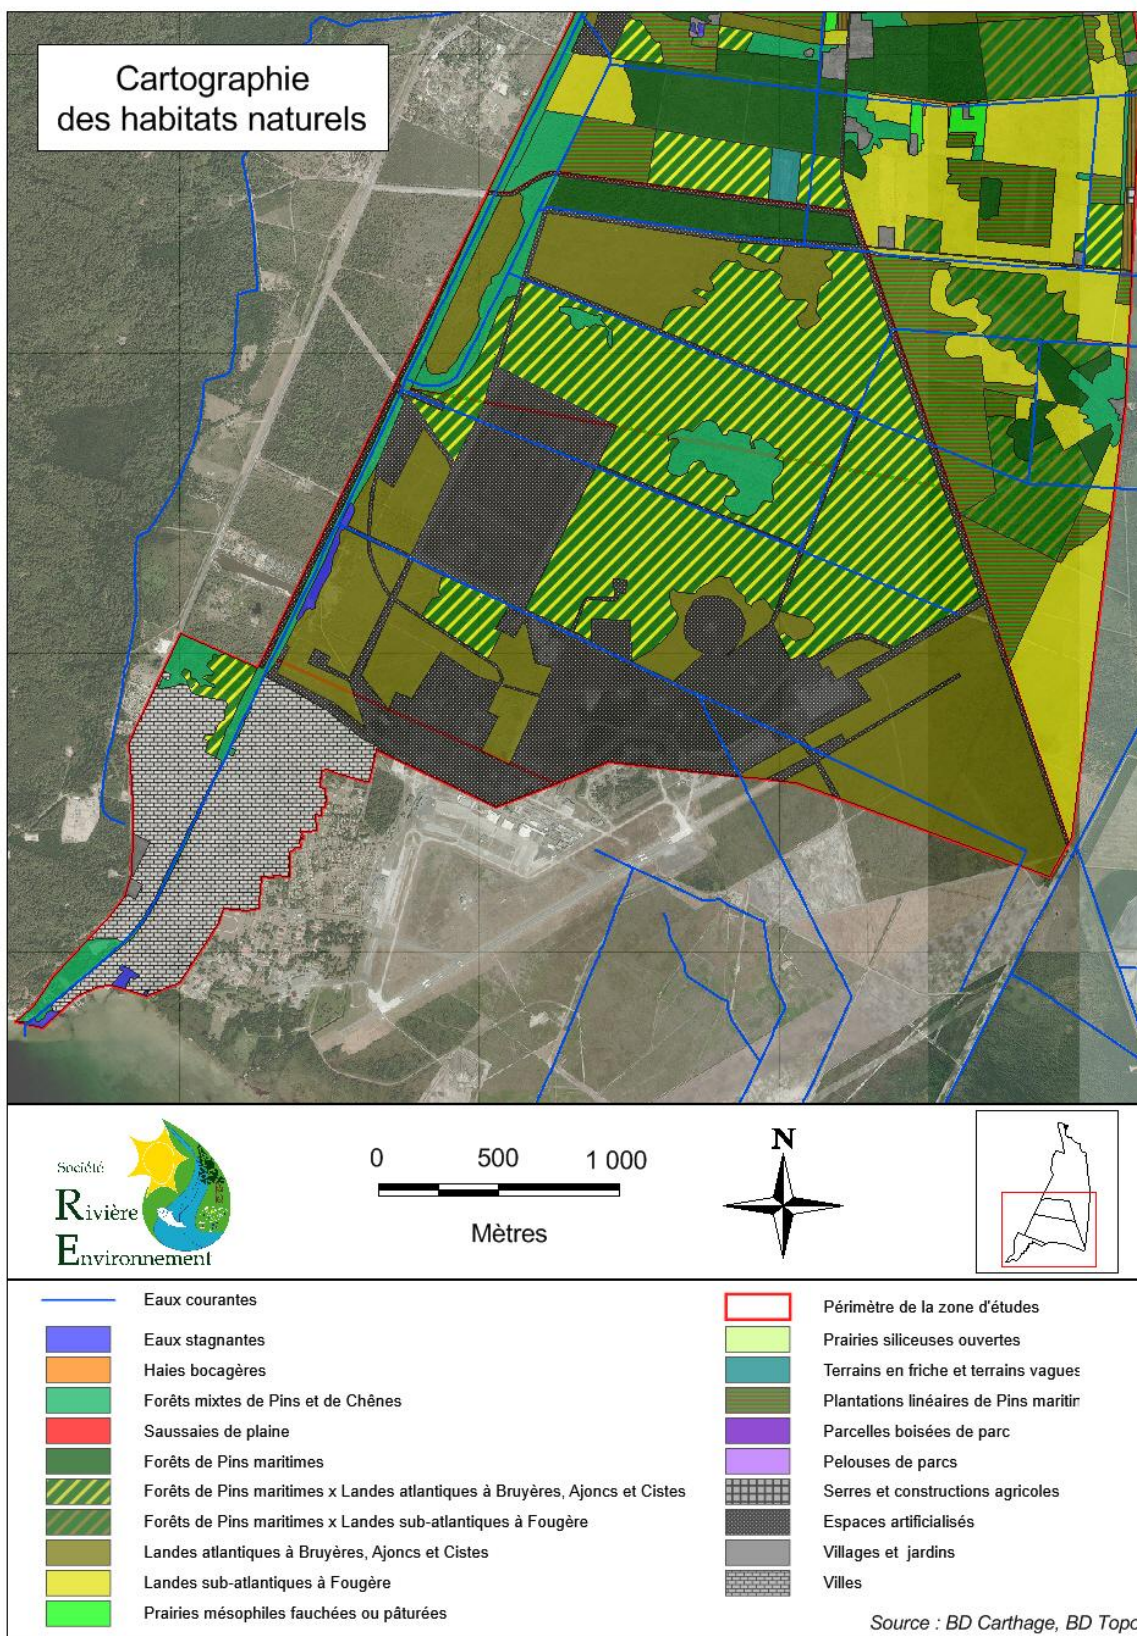 Cartographie
des habitats naturels
Société
Rivière
Environnement
0 500 1 000
Mètres
N
Eaux courantes
Eaux stagnantes
Haies bocagères
Forêts mixtes de Pins et de Chênes
Saussaies de plaine
Forêts de Pins maritimes
Forêts de Pins maritimes x Landes atlantiques à Bruyères, Ajoncs et Cistes
Forêts de Pins maritimes x Landes sub-atlantiques à Fougère
Landes atlantiques à Bruyères, Ajoncs et Cistes
Landes sub-atlantiques à Fougère
Prairies mésophiles fauchées ou pâturées
Périmètre de la zone d'études
Prairies siliceuses ouvertes
Terrains en friche et terrains vagues
Plantations linéaires de Pins maritin
Parcelles boisées de parc
Pelouses de parcs
Serres et constructions agricoles
Espaces artificialisés
Villages et jardins
Villes
Source : BD Carthage, BD Topo